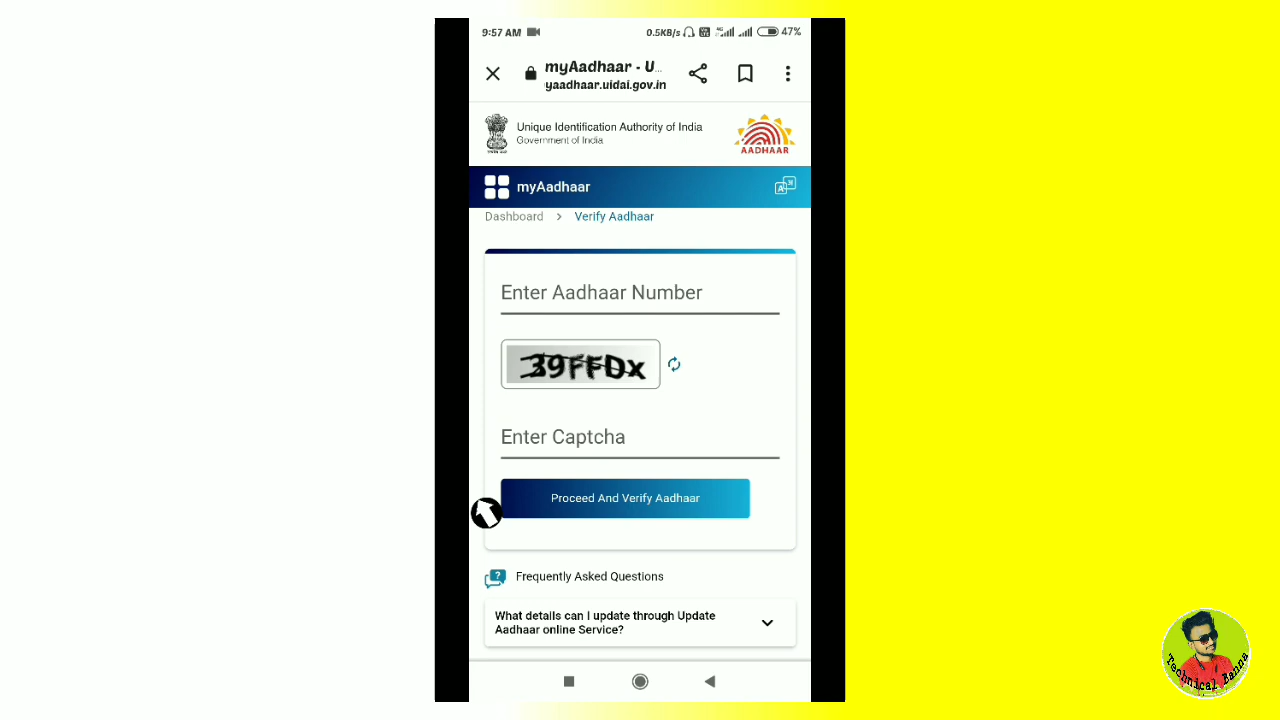 9:57 AM 0.5KB/s 47%
myAadhaar - U...
yaadhaar.uidai.gov.in
Unique Identification Authority of India
Government of India
AADHAAR
myAadhaar
Dashboard > Verify Aadhaar
Enter Aadhaar Number
39FFDx
Enter Captcha
Proceed And Verify Aadhaar
Frequently Asked Questions
What details can I update through Update
Aadhaar online Service?
Technical Banna